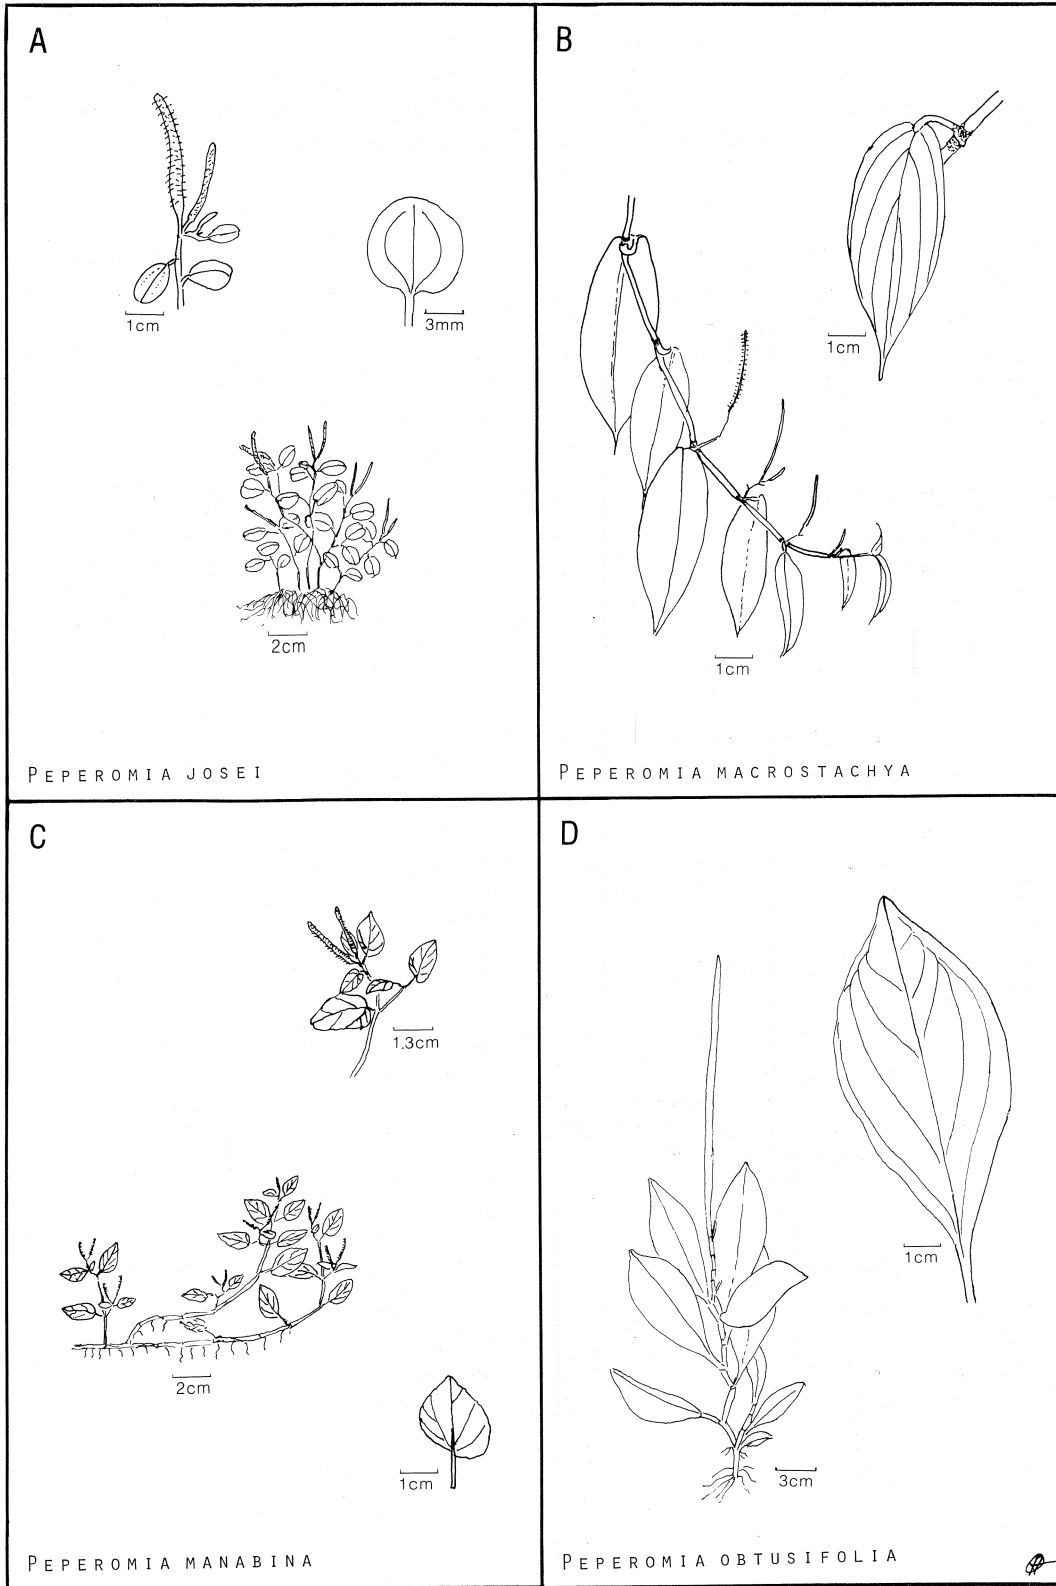 A
1cm
3mm
2cm
PEPEROMIA JOSEI
B
1cm
1cm
PEPEROMIA MACROSTACHYA
C
1.3cm
2cm
1cm
PEPEROMIA MANABINA
D
1cm
3cm
PEPEROMIA OBTUSIFOLIA